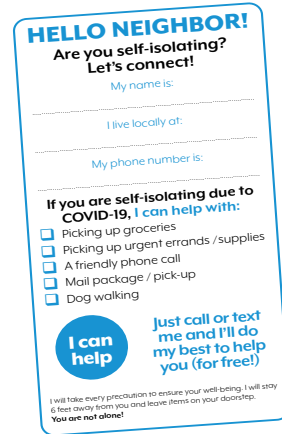 HELLO NEIGHBOR!
Are you self-isolating?
Let's connect!
My name is:
I live locally at:
My phone number is:
If you are self-isolating due to
COVID-19, I can help with:
Picking up groceries
Picking up urgent errands /supplies
A friendly phone call
Mail package / pick-up
Dog walking
I can
help
Just call or text
me and I'll do
my best to help
you (for free!)
I will take every precaution to ensure your well-being. I will stay
6 feet away from you and leave items on your doorstep.
You are not alone!